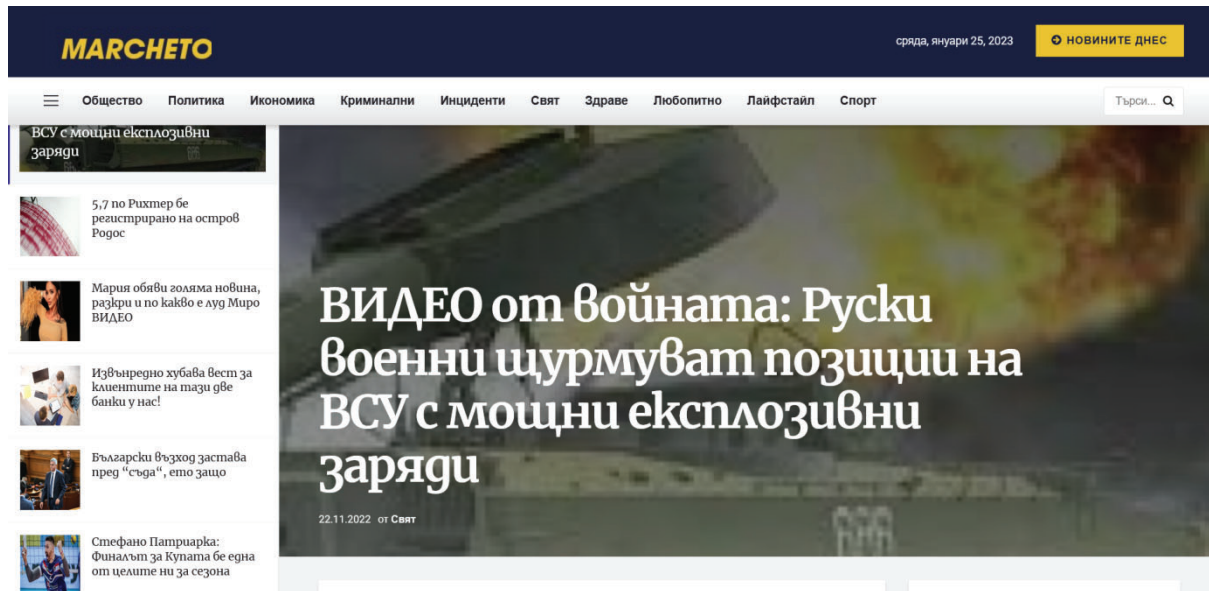 MARCHETO
сряда, януари 25, 2023
НОВИНИТЕ ДНЕС
Общество Политика Икономика Криминални Инциденти Свят Здраве Любопитно Лайфстайл Спорт
Търси...
ВСУ с мощни експлозивни
заряди
5,7 по Рихтер бе
регистрирано на остров
Родос
Мария обяви голяма новина,
разкри и по какво е луд Миро
ВИДЕО
Извънредно хубава вест за
клиентите на тази две
банки у нас!
Български възход застава
пред “съда“, ето защо
Стефано Патриарка:
Финалът за Купата бе една
от целите ни за сезона
ВИДЕО от войната: Руски
военни щурмуват позиции на
ВСУ с мощни експлозивни
заряди
22.11.2022 от Свят